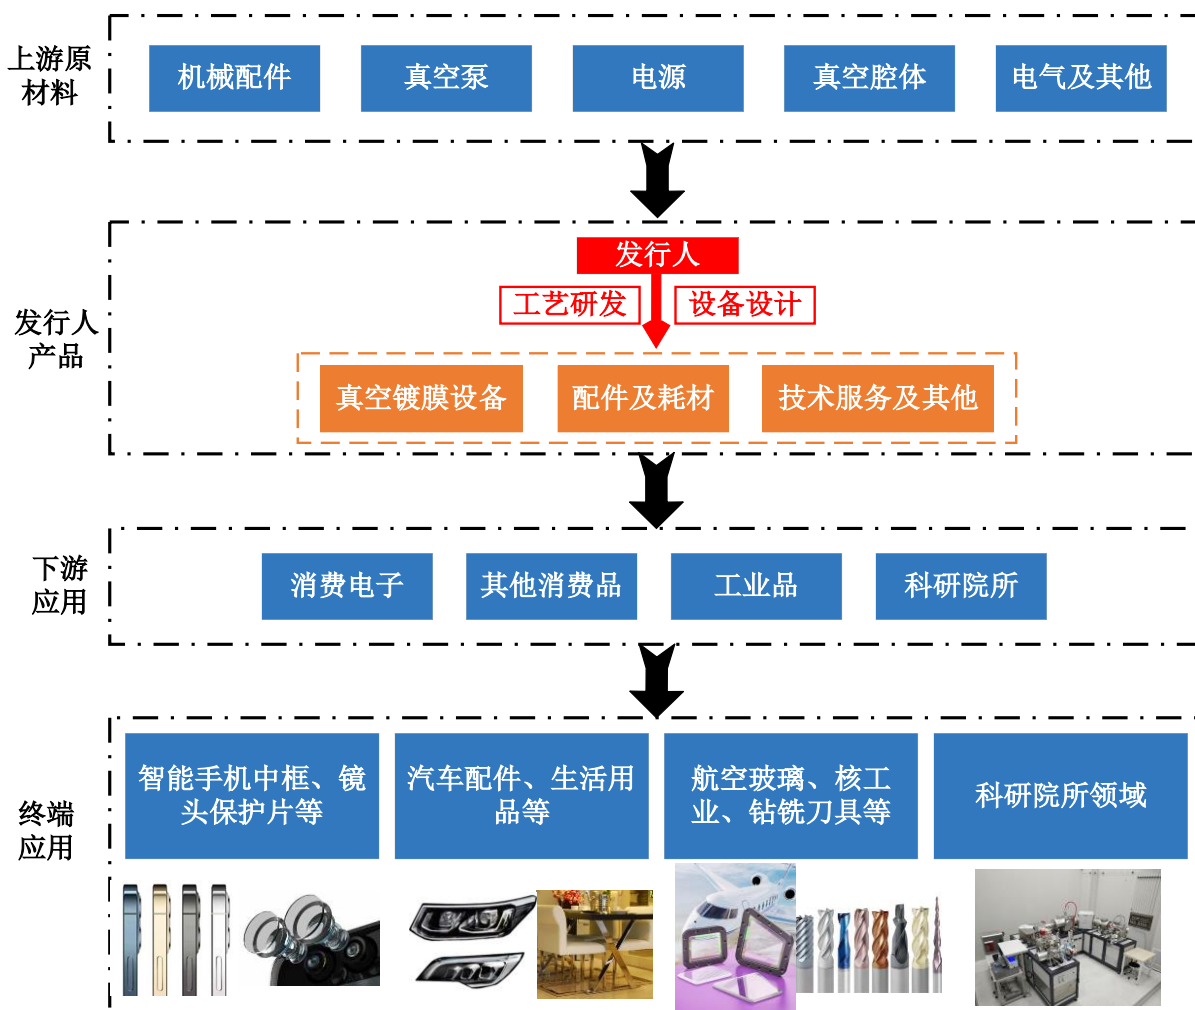 上游原
材料
机械配件
真空泵
电源
真空腔体
电气及其他
发行人
产品
发行人
工艺研发
设备设计
真空镀膜设备
配件及耗材
技术服务及其他
下游
应用
消费电子
其他消费品
工业品
科研院所
终端
应用
智能手机中框、镜
头保护片等
汽车配件、生活用
品等
航空玻璃、核工
业、钻铣刀具等
科研院所领域